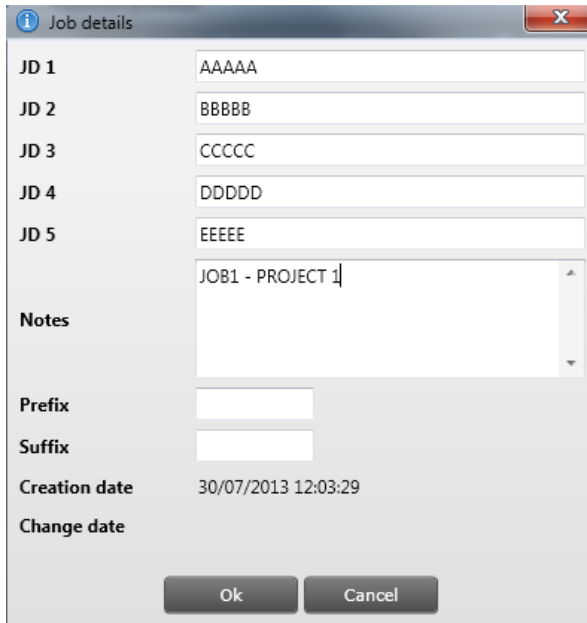 Job details
JD 1 AAAAA
JD 2 BBBBB
JD 3 CCCCC
JD 4 DDDDD
JD 5 EEEEE
Notes JOB1 - PROJECT 1
Prefix
Suffix
Creation date 30/07/2013 12:03:29
Change date
Ok Cancel